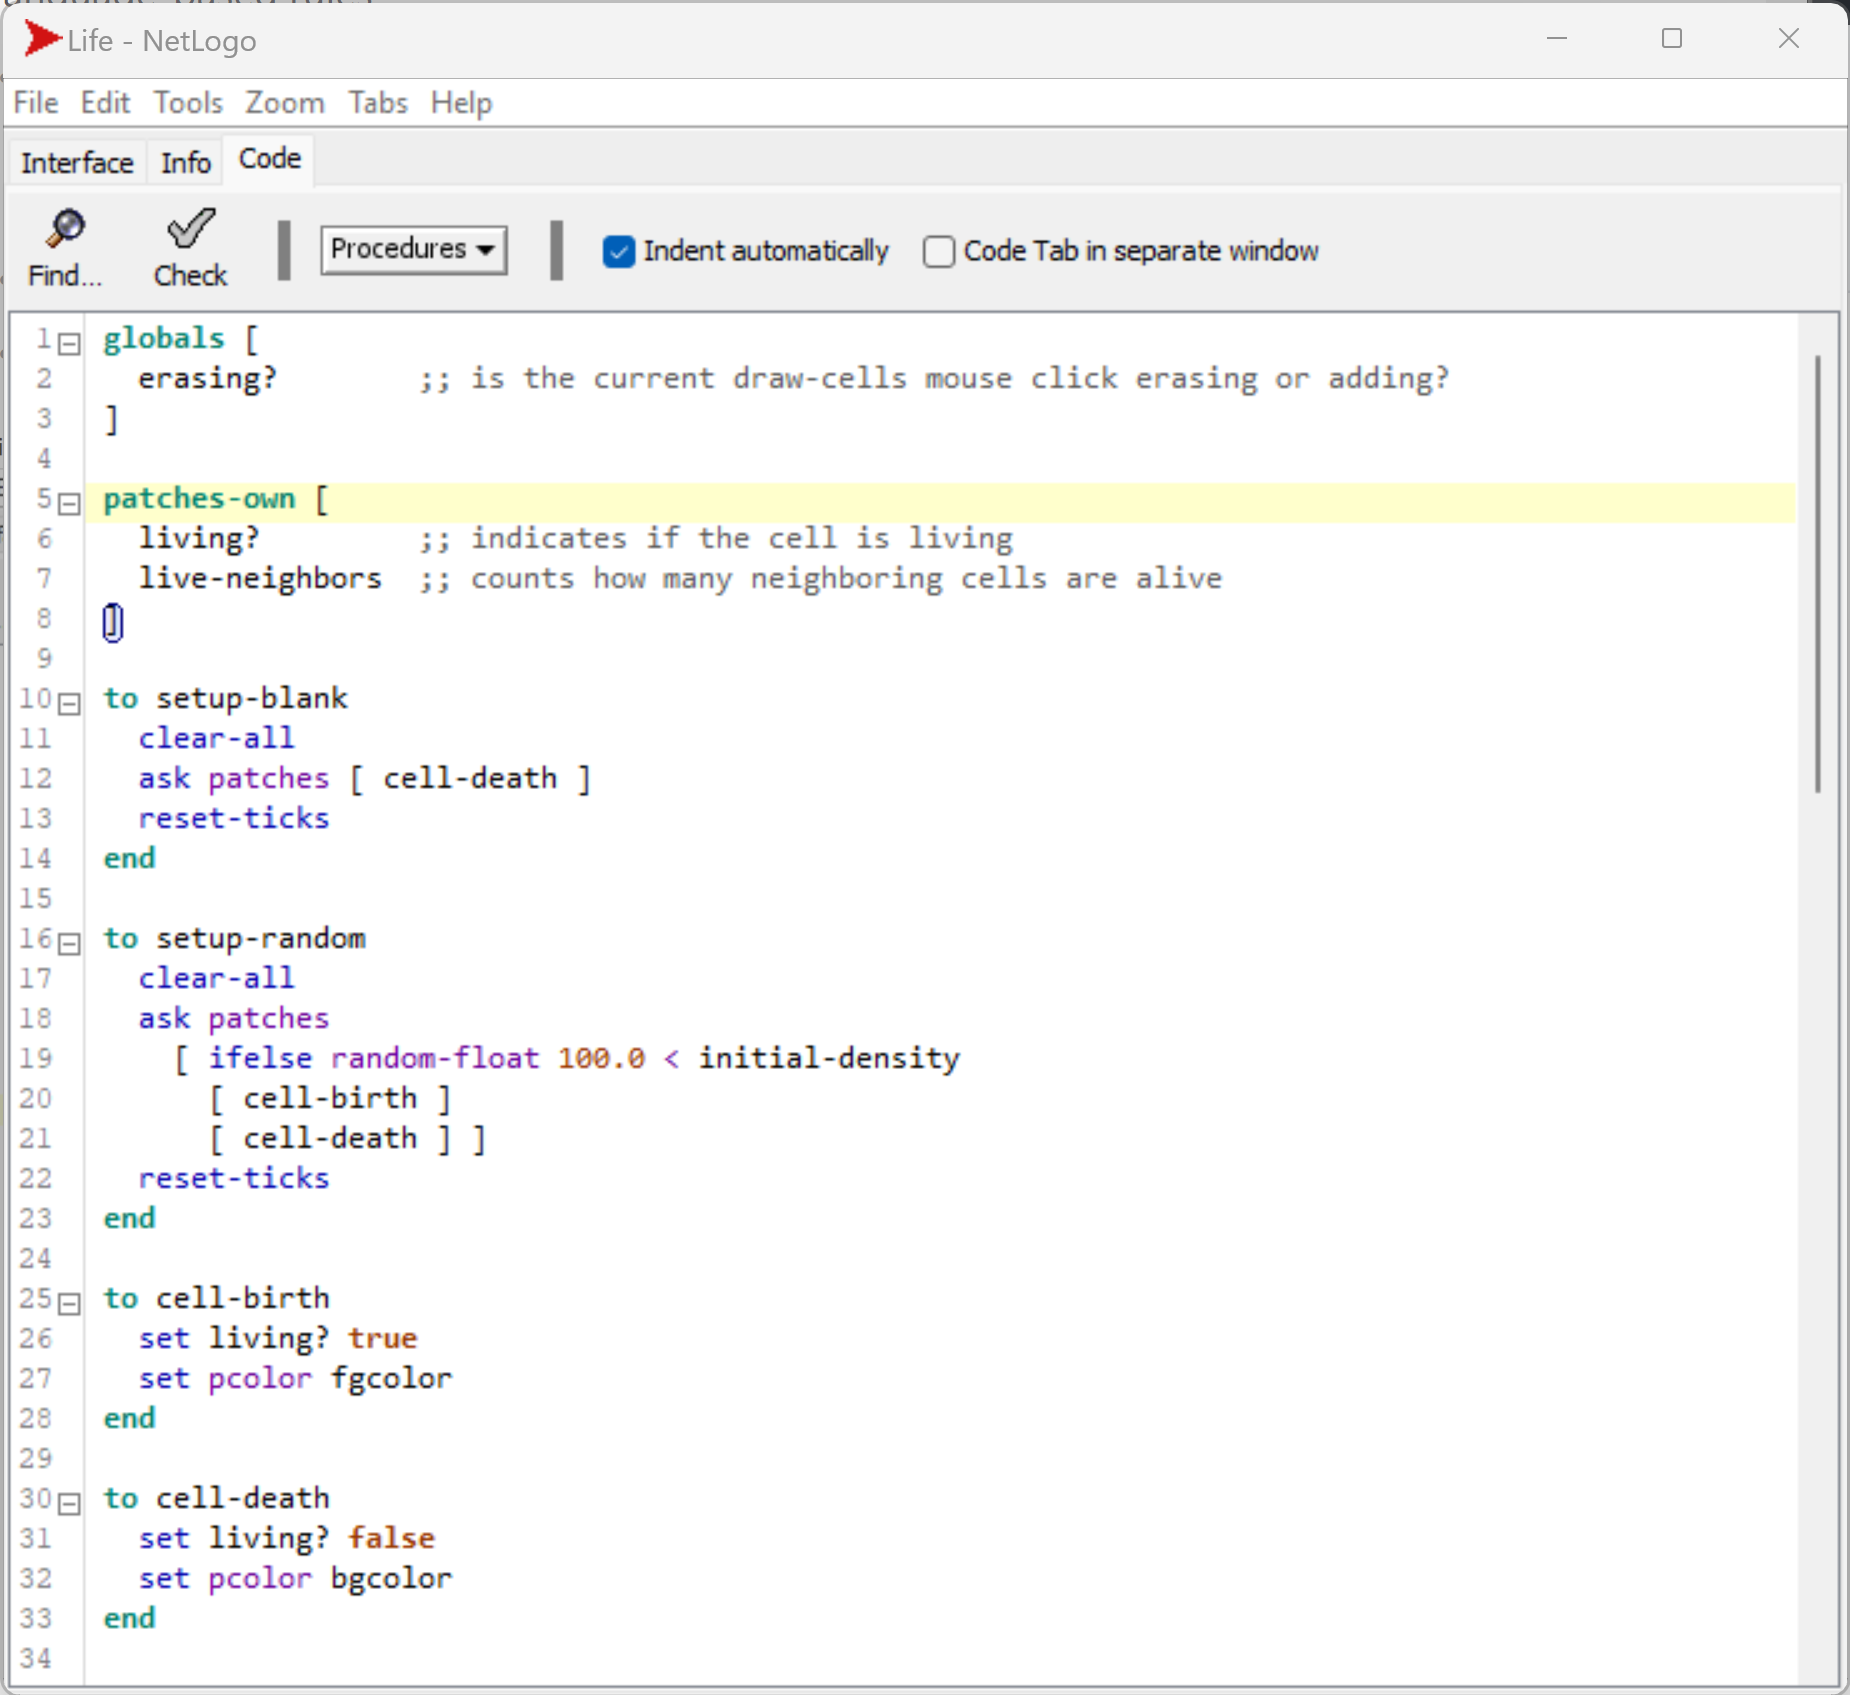 Life - NetLogo
File Edit Tools Zoom Tabs Help
Interface Info Code
Find... Check Procedures Indent automatically Code Tab in separate window
1 globals [
2   erasing?        ;; is the current draw-cells mouse click erasing or adding?
3 ]
4
5 patches-own [
6   living?         ;; indicates if the cell is living
7   live-neighbors  ;; counts how many neighboring cells are alive
8 ]
9
10 to setup-blank
11   clear-all
12   ask patches [ cell-death ]
13   reset-ticks
14 end
15
16 to setup-random
17   clear-all
18   ask patches
19     [ ifelse random-float 100.0 < initial-density
20       [ cell-birth ]
21       [ cell-death ] ]
22   reset-ticks
23 end
24
25 to cell-birth
26   set living? true
27   set pcolor fgcolor
28 end
29
30 to cell-death
31   set living? false
32   set pcolor bgcolor
33 end
34